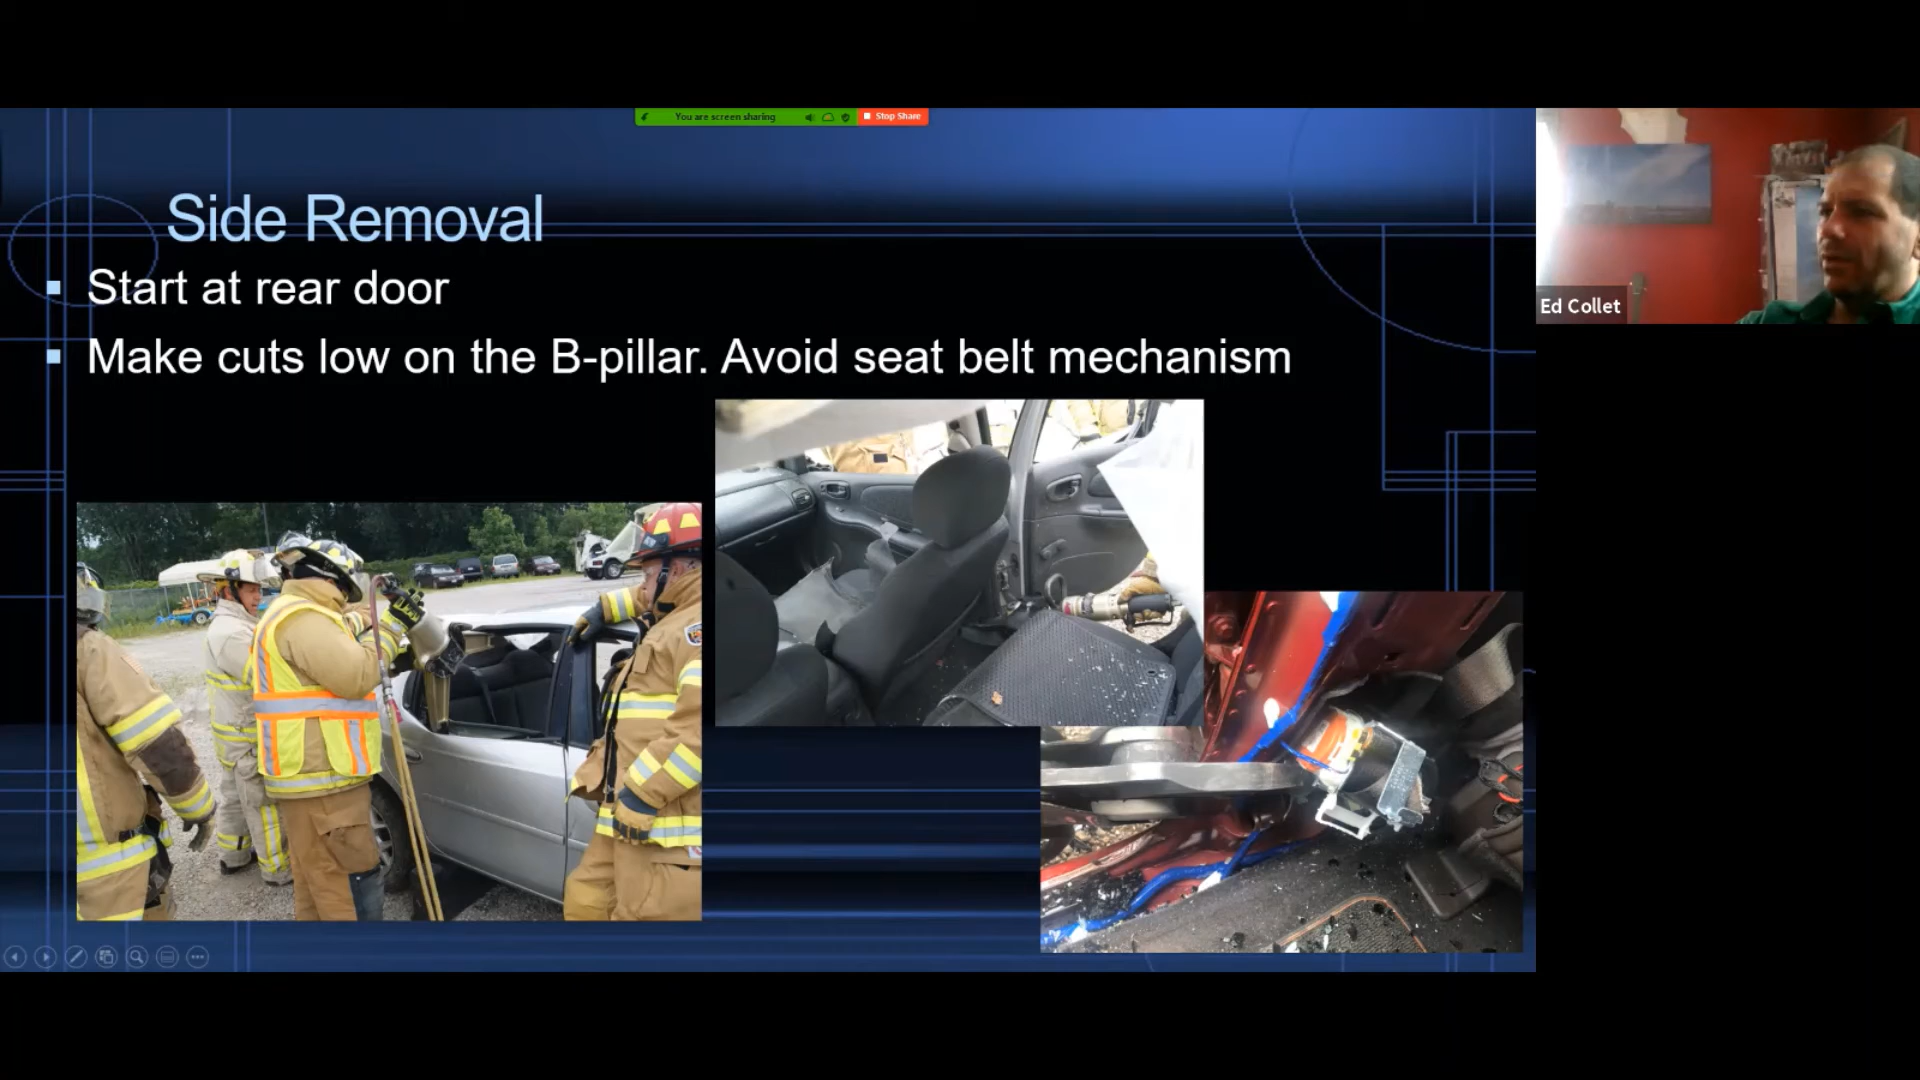 You are screen sharing
Stop Share
Side Removal
Start at rear door
Make cuts low on the B-pillar. Avoid seat belt mechanism
Ed Collet